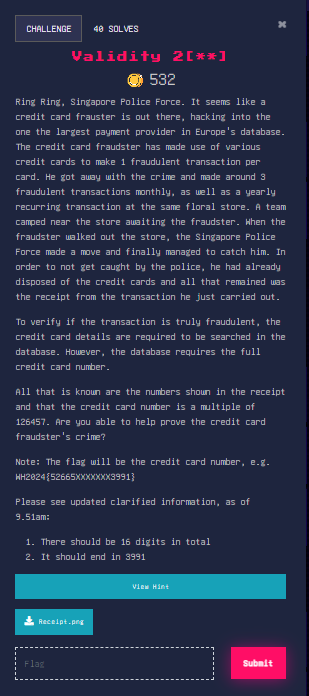 CHALLENGE 40 SOLVES ✖
Validity 2[**]
532
Ring Ring, Singapore Police Force. It seems like a
credit card frauster is out there, hacking into the
one the largest payment provider in Europe's database.
The credit card fraudster has made use of various
credit cards to make 1 fraudulent transaction per
card. He got away with the crime and made around 3
fraudulent transactions monthly, as well as a yearly
recurring transaction at the same floral store. A team
camped near the store awaiting the fraudster. When the
fraudster walked out the store, the Singapore Police
Force made a move and finally managed to catch him. In
order to not get caught by the police, he had already
disposed of the credit cards and all that remained was
the receipt from the transaction he just carried out.
To verify if the transaction is truly fraudulent, the
credit card details are required to be searched in the
database. However, the database requires the full
credit card number.
All that is known are the numbers shown in the receipt
and that the credit card number is a multiple of
126457. Are you able to help prove the credit card
fraudster's crime?
Note: The flag will be the credit card number, e.g.
WH2024{52665XXXXXXX3991}
Please see updated clarified information, as of
9.51am:
1. There should be 16 digits in total
2. It should end in 3991
View Hint
Receipt.png
Flag Submit